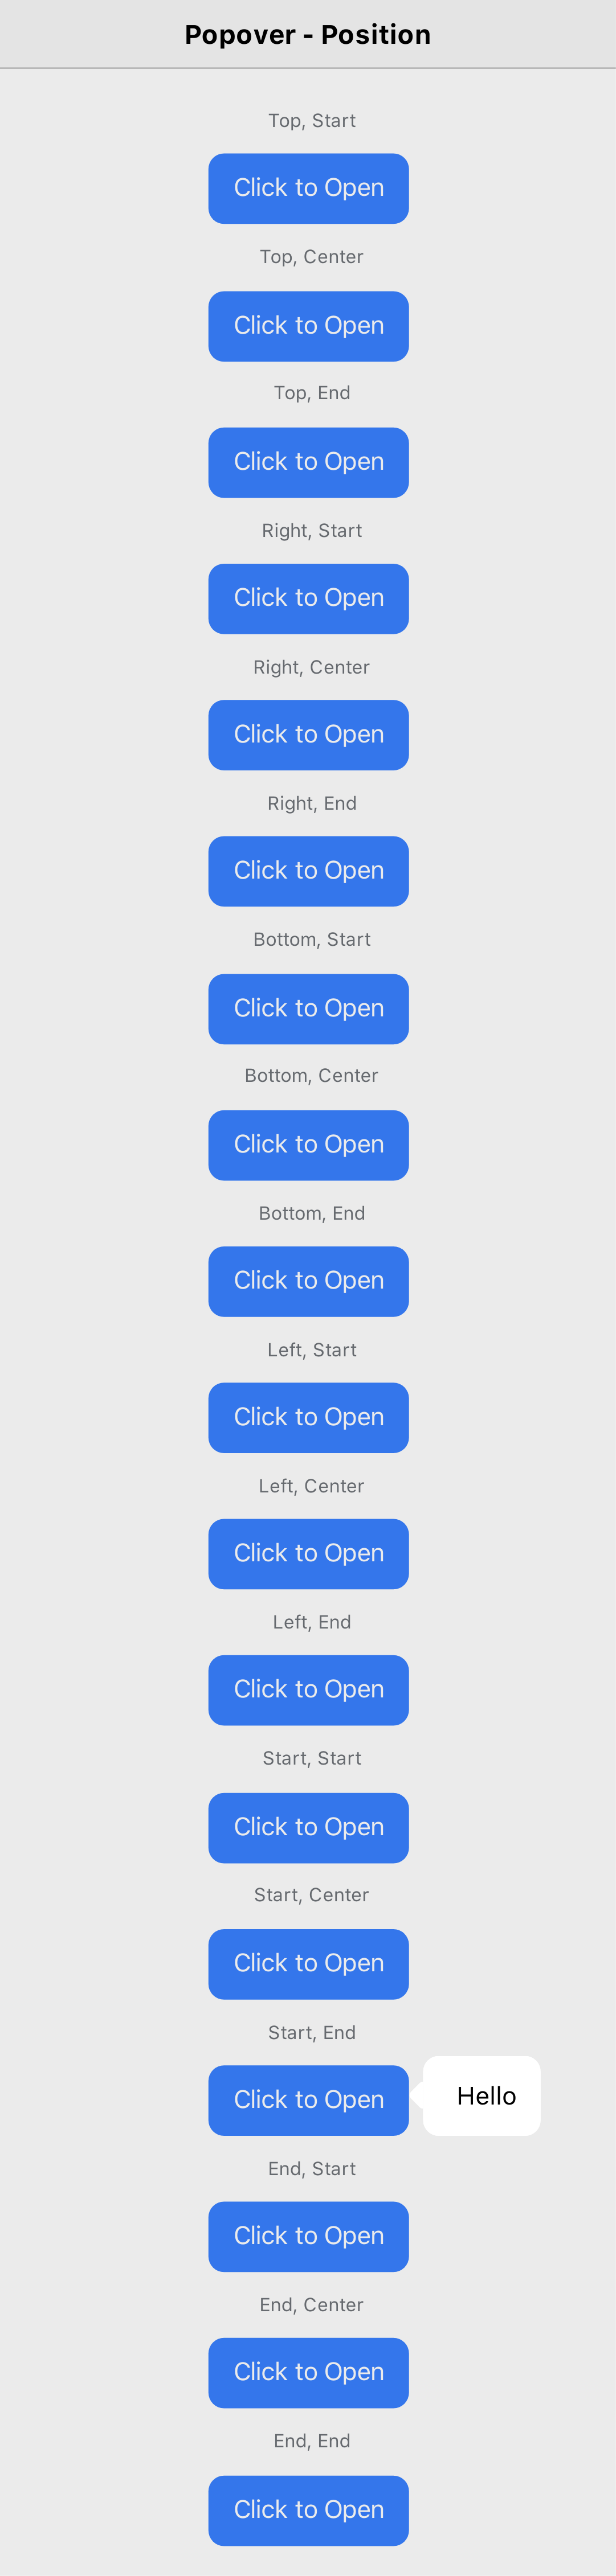 Popover - Position
Top, Start
Click to Open
Top, Center
Click to Open
Top, End
Click to Open
Right, Start
Click to Open
Right, Center
Click to Open
Right, End
Click to Open
Bottom, Start
Click to Open
Bottom, Center
Click to Open
Bottom, End
Click to Open
Left, Start
Click to Open
Left, Center
Click to Open
Left, End
Click to Open
Start, Start
Click to Open
Start, Center
Click to Open
Start, End
Click to Open
Hello
End, Start
Click to Open
End, Center
Click to Open
End, End
Click to Open